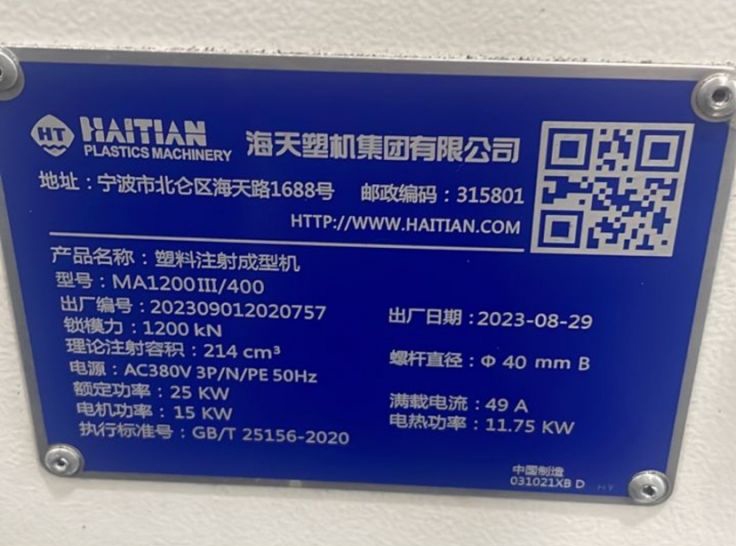 HT HAITIAN
PLASTICS MACHINERY
海天塑机集团有限公司
地址：宁波市北仑区海天路1688号 邮政编码：315801
HTTP://WWW.HAITIAN.COM
产品名称：塑料注射成型机
型号：MA1200III/400
出厂编号：202309012020757 出厂日期：2023-08-29
锁模力：1200 kN
理论注射容积：214 cm³ 螺杆直径：Φ 40 mm B
电源：AC380V 3P/N/PE 50Hz
额定功率：25 KW 满载电流：49 A
电机功率：15 KW 电热功率：11.75 KW
执行标准号：GB/T 25156-2020
中国制造
031021XB D